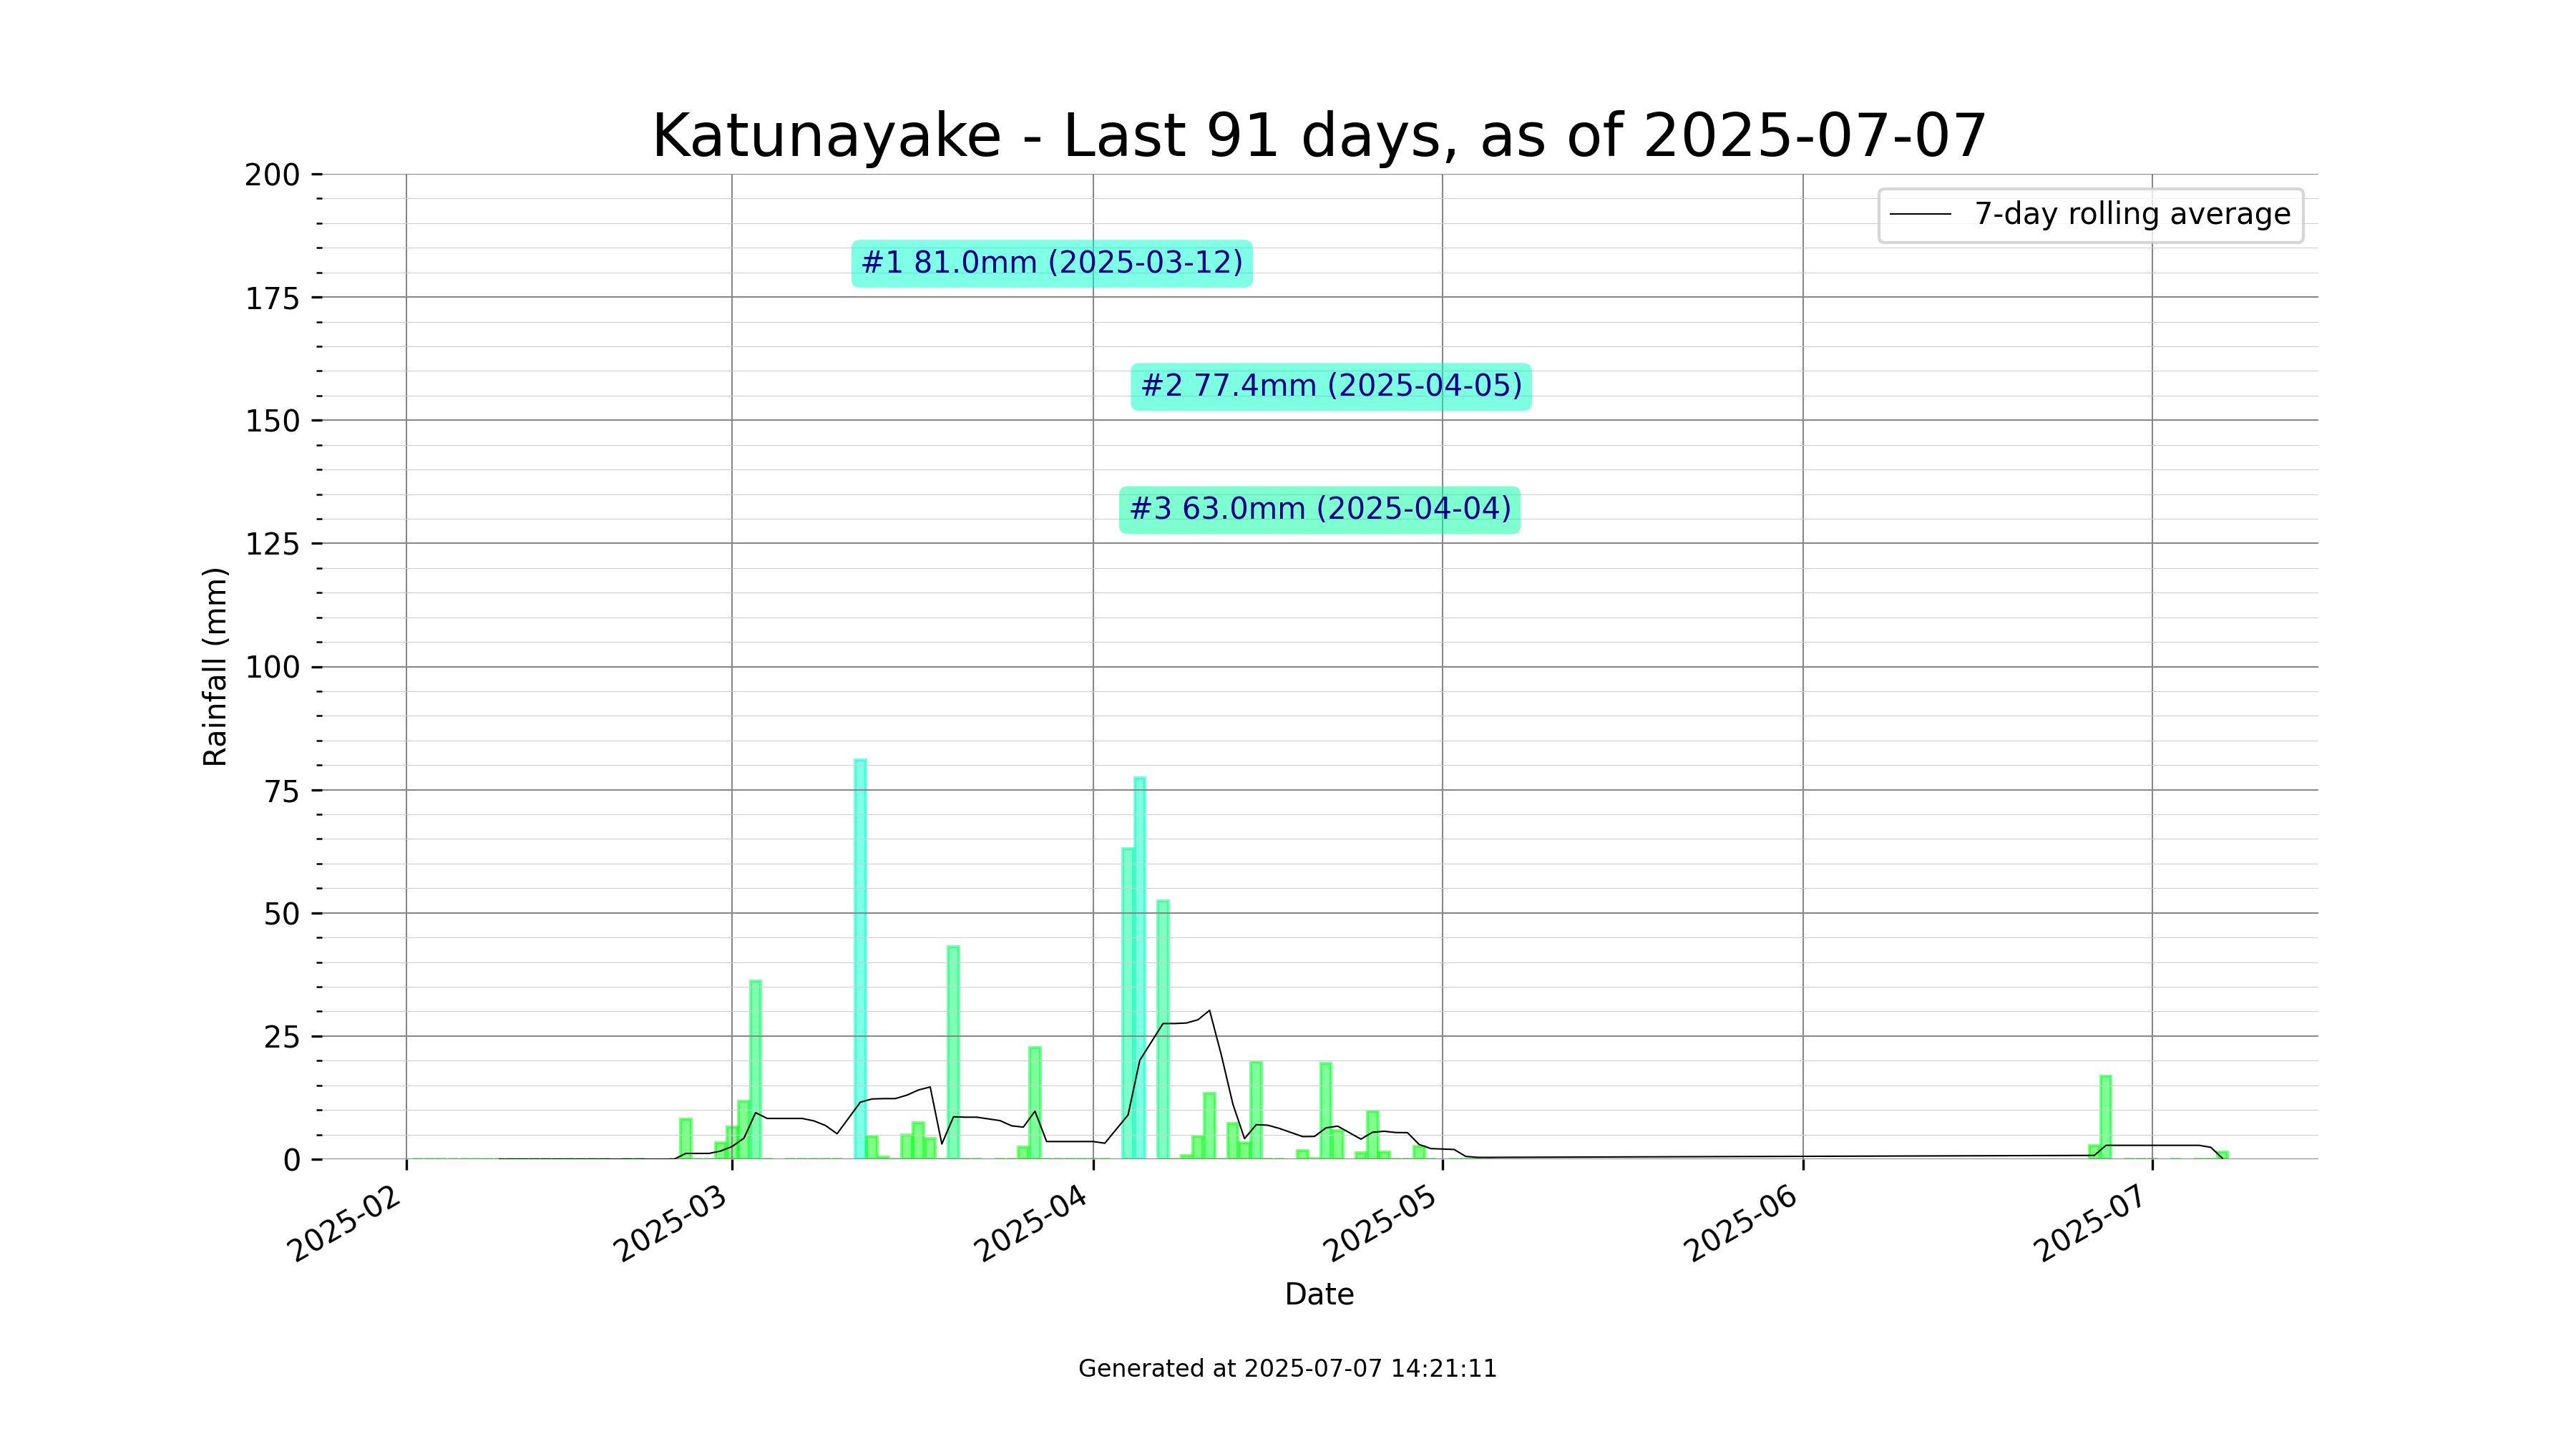 Katunayake - Last 91 days, as of 2025-07-07
7-day rolling average
#1 81.0mm (2025-03-12)
#2 77.4mm (2025-04-05)
#3 63.0mm (2025-04-04)
Rainfall (mm)
200
175
150
125
100
75
50
25
0
2025-02
2025-03
2025-04
2025-05
2025-06
2025-07
Date
Generated at 2025-07-07 14:21:11